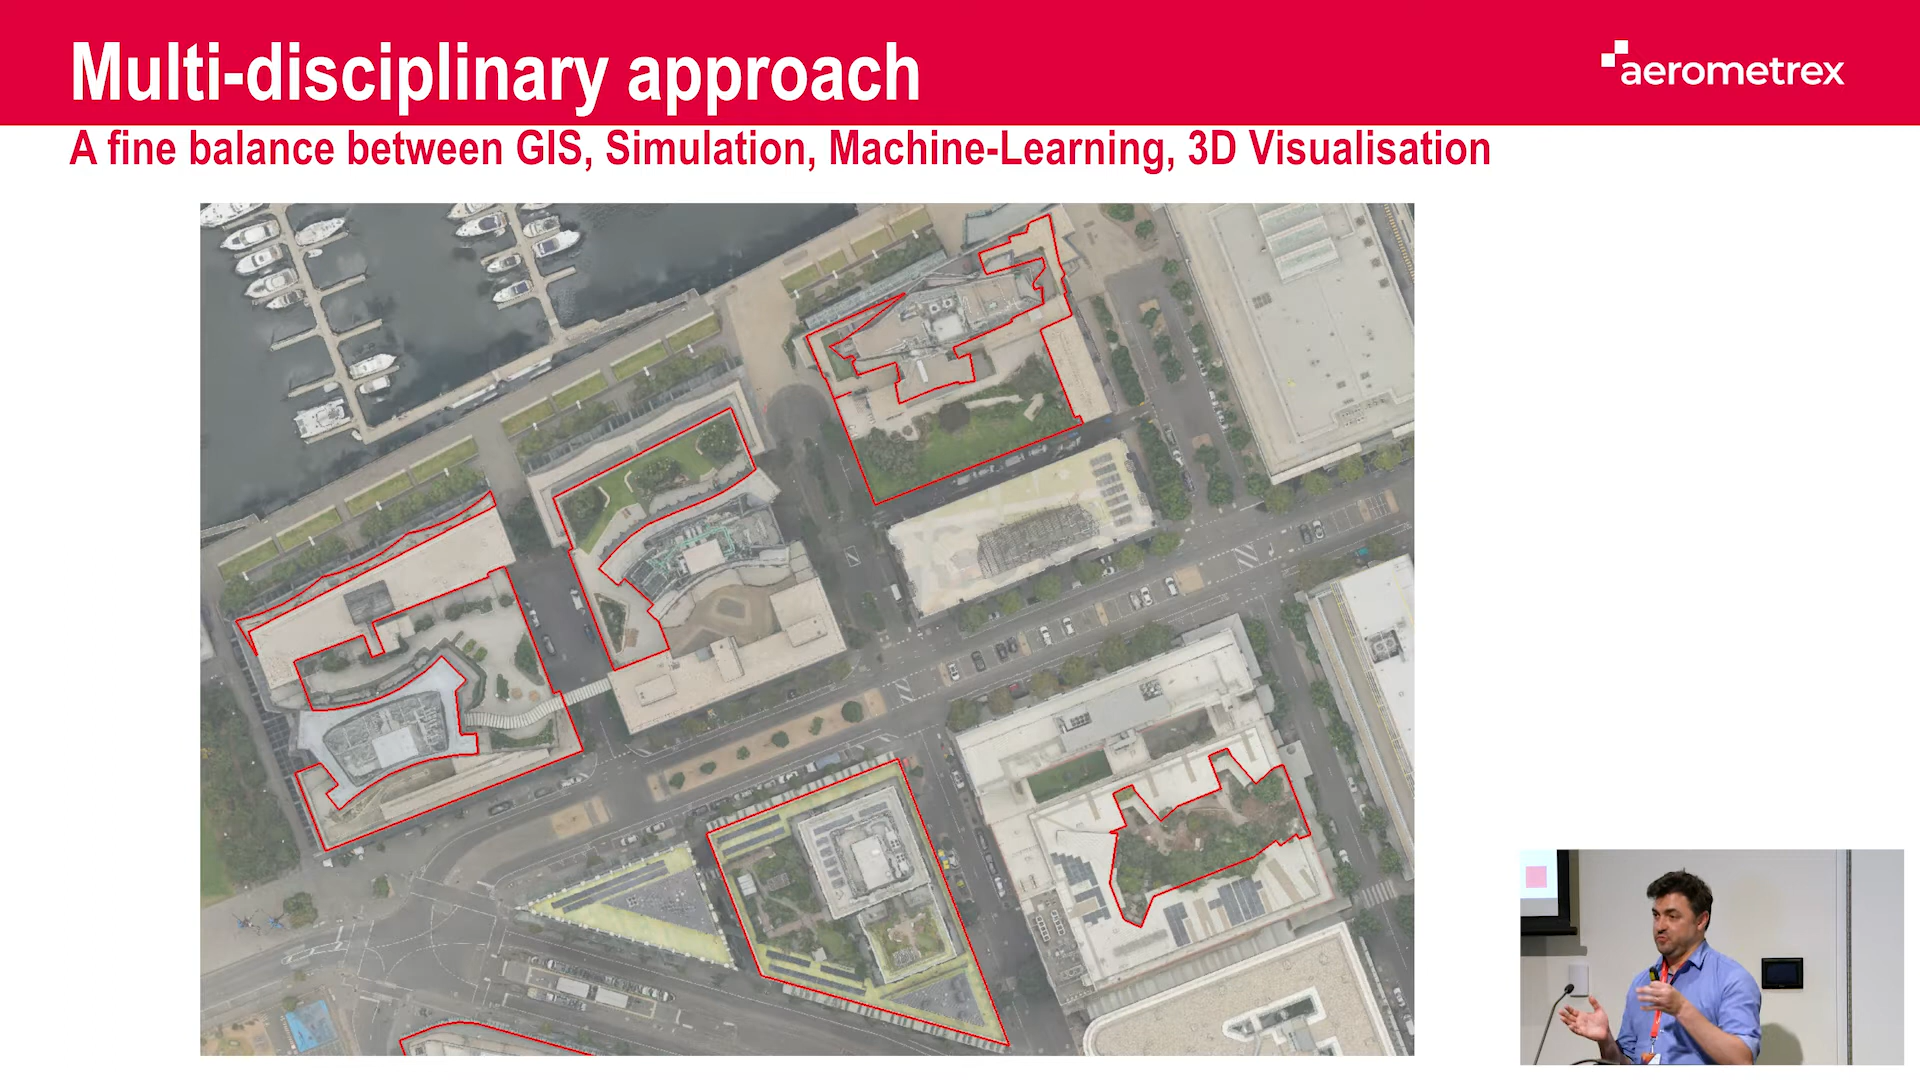 Multi-disciplinary approach
aerometrex
A fine balance between GIS, Simulation, Machine-Learning, 3D Visualisation